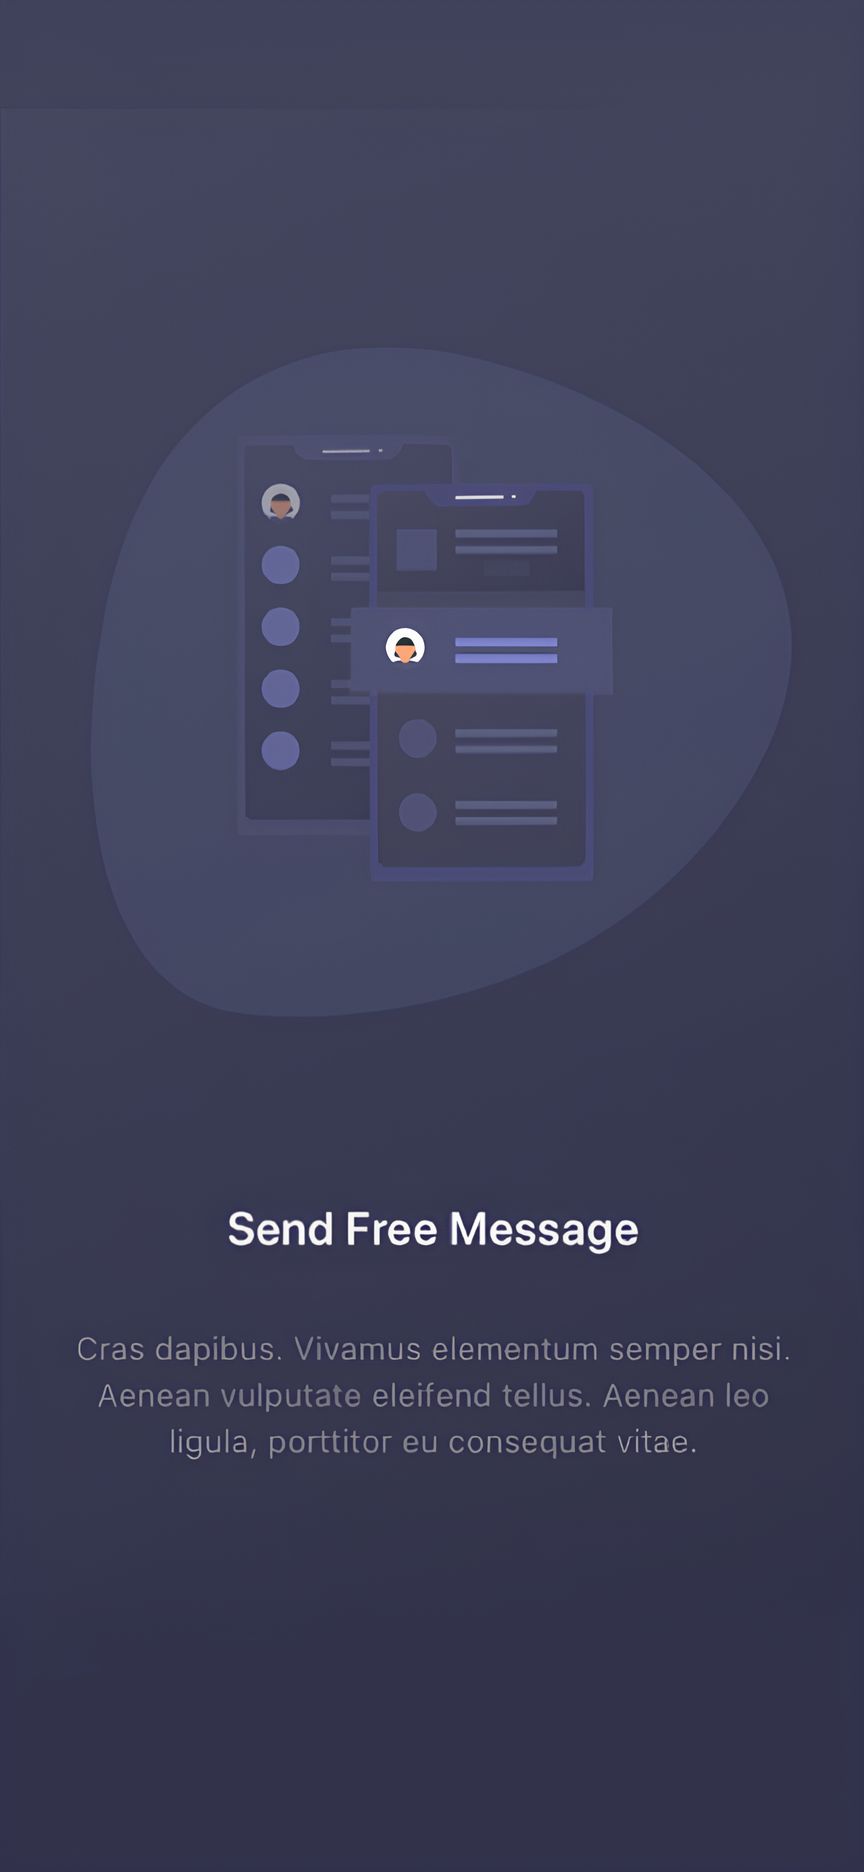 Send Free Message
Cras dapibus. Vivamus elementum semper nisi.
Aenean vulputate eleifend tellus. Aenean leo
ligula, porttitor eu consequat vitae.